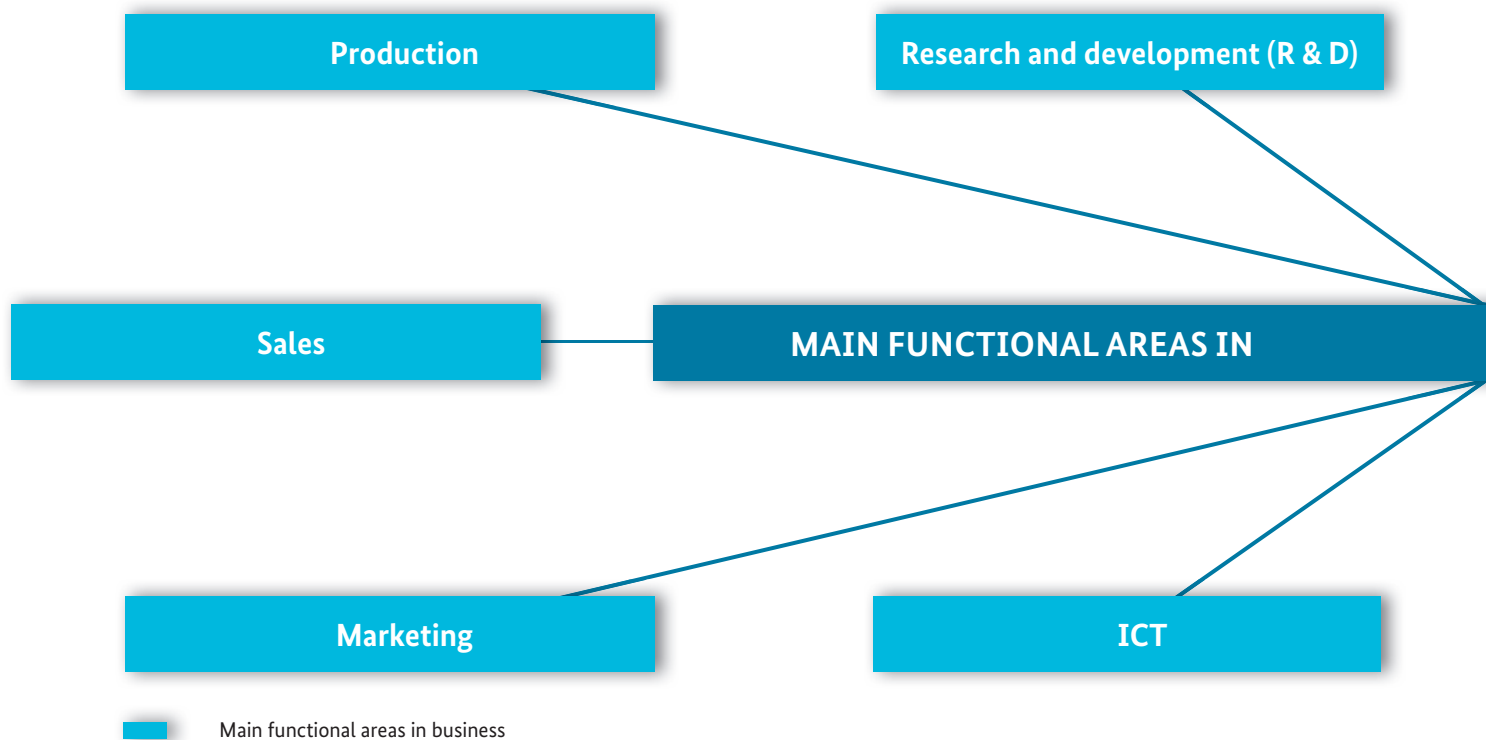 Production
Research and development (R & D)
Sales
MAIN FUNCTIONAL AREAS IN
Marketing
ICT
Main functional areas in business